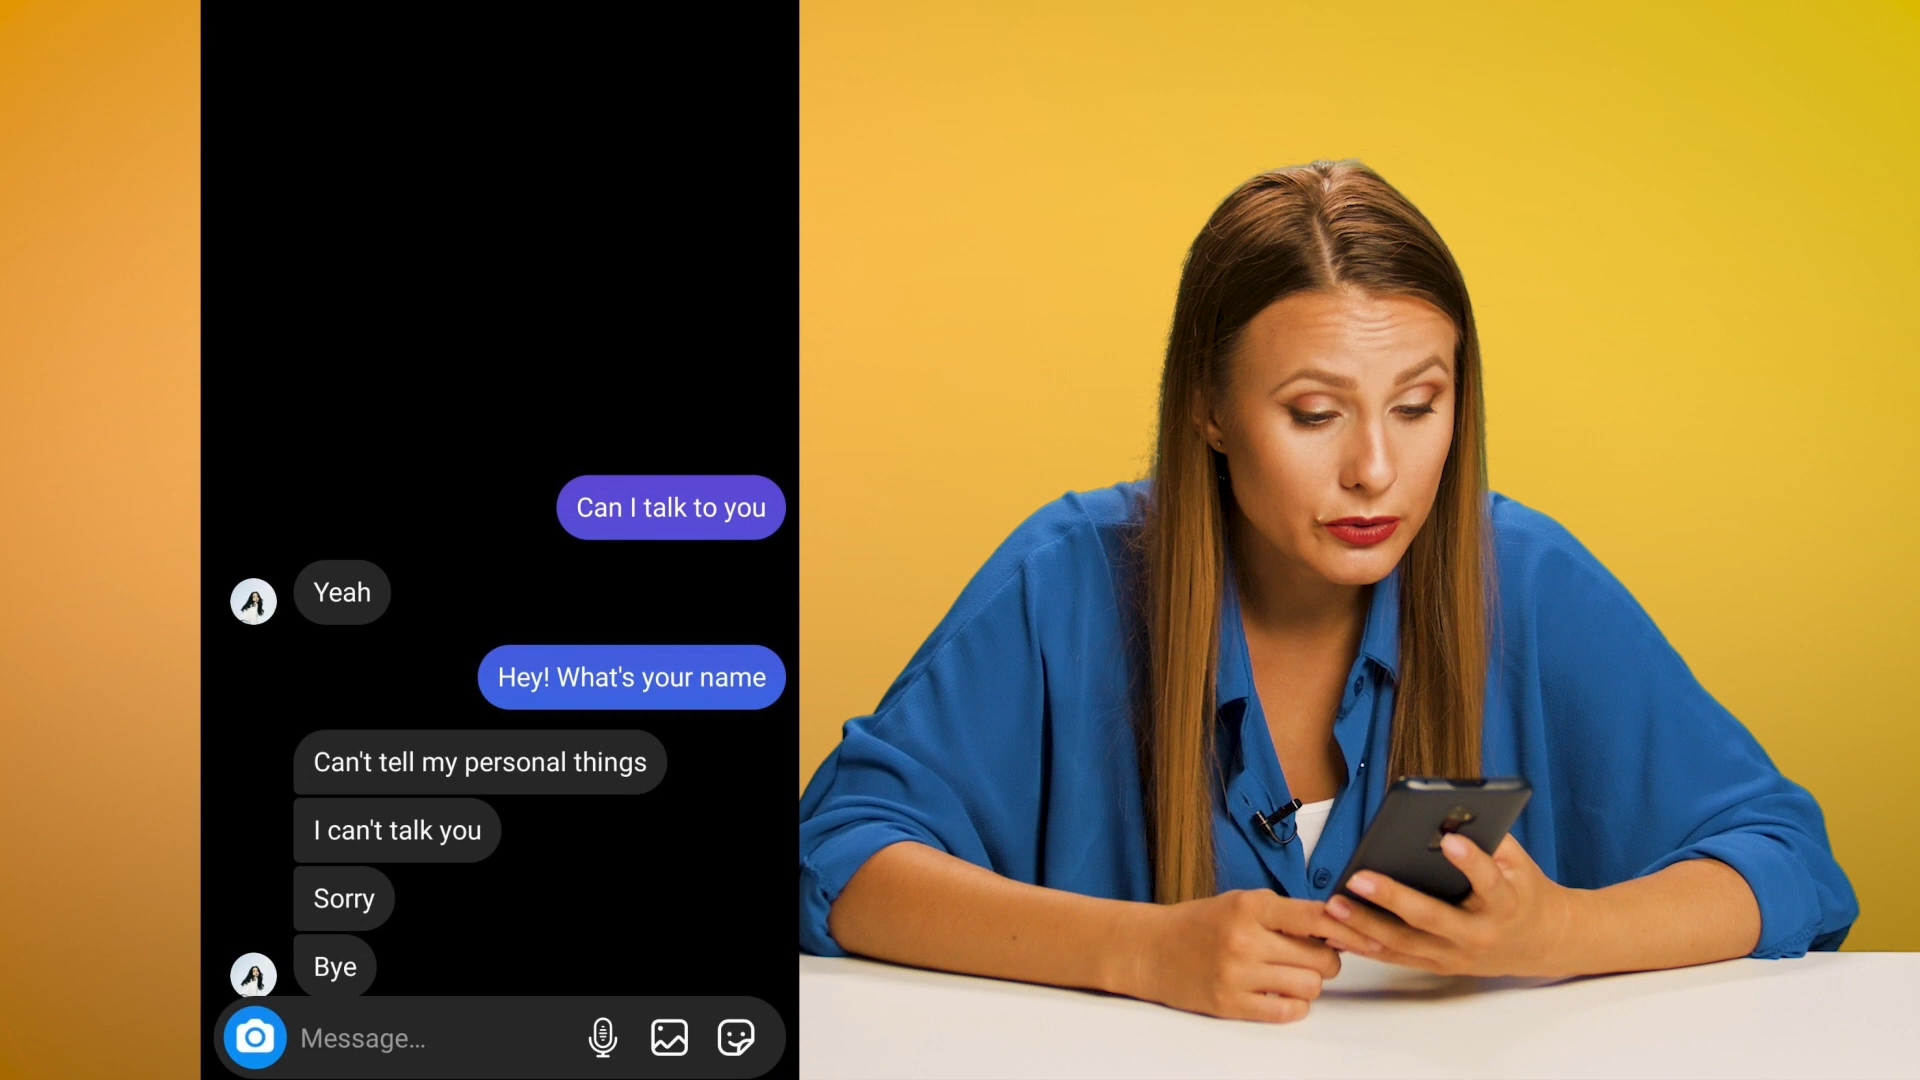 Can I talk to you
Yeah
Hey! What's your name
Can't tell my personal things
I can't talk you
Sorry
Bye
Message…